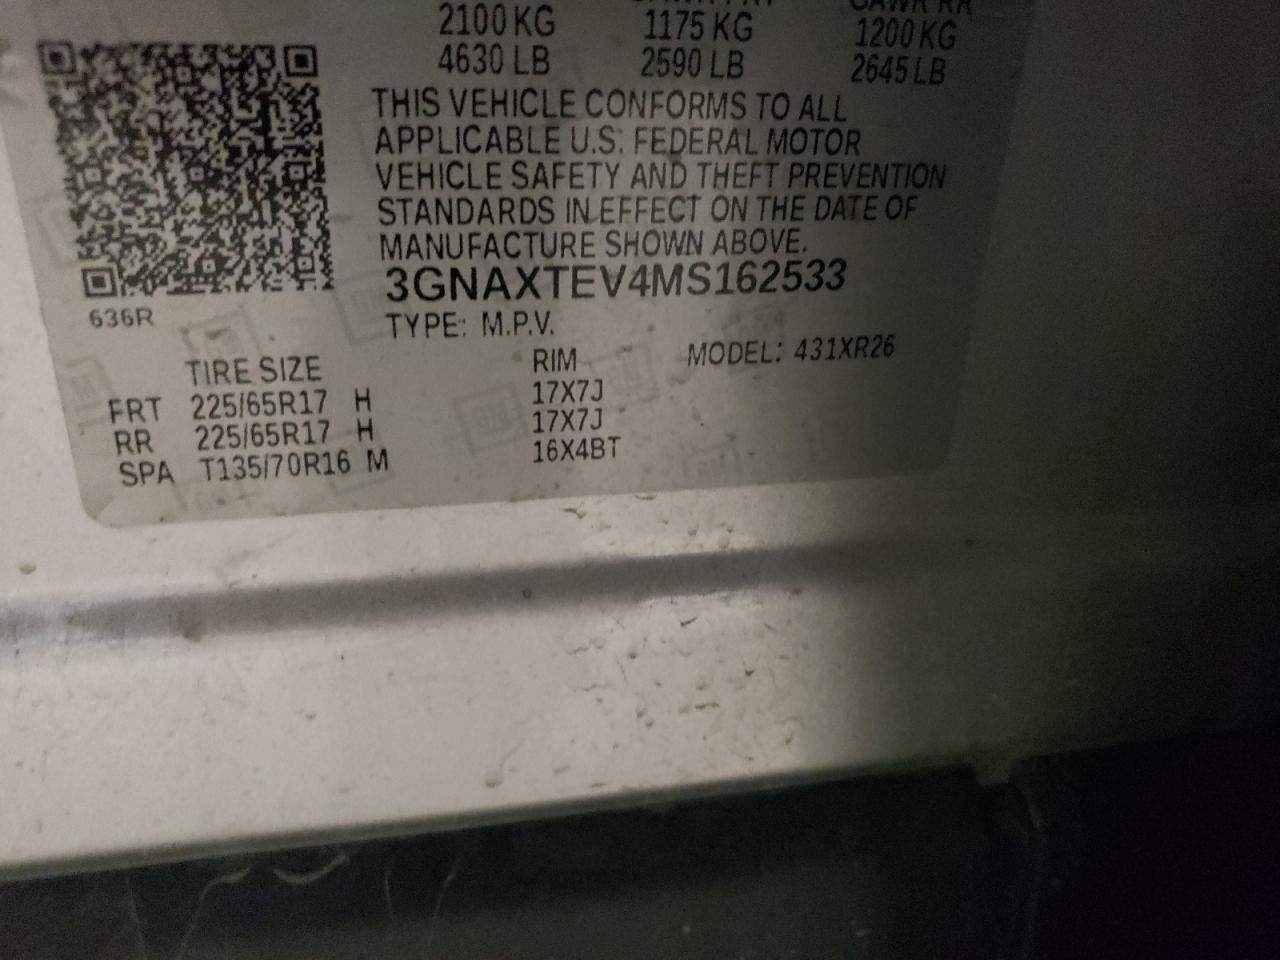 2100 KG 1175 KG 1200 KG
4630 LB 2590 LB 2645 LB
THIS VEHICLE CONFORMS TO ALL
APPLICABLE U.S. FEDERAL MOTOR
VEHICLE SAFETY AND THEFT PREVENTION
STANDARDS IN EFFECT ON THE DATE OF
MANUFACTURE SHOWN ABOVE.
3GNAXTEV4MS162533
636R
TYPE: M.P.V.
TIRE SIZE RIM MODEL: 431XR26
FRT 225/65R17 H 17X7J
RR 225/65R17 H 17X7J
SPA T135/70R16 M 16X4BT